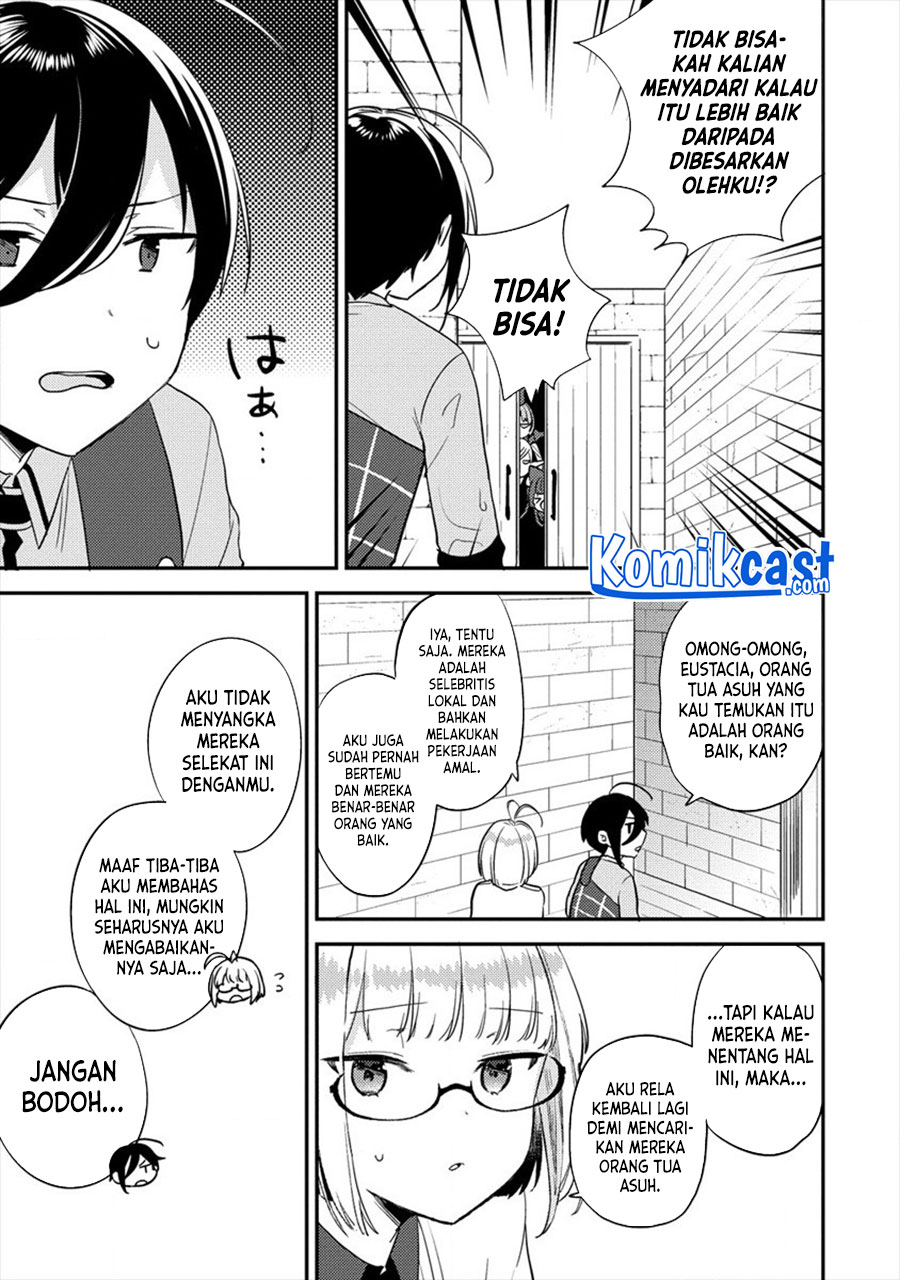 TIDAK BISA-
KAH KALIAN
MENYADARI KALAU
ITU LEBIH BAIK
DARIPADA
DIBESARKAN
OLEHKU!?
TIDAK
BISA!
はぁ…
Komikcast
.com
OMONG-OMONG,
EUSTACIA, ORANG
TUA ASUH YANG
KAU TEMUKAN ITU
ADALAH ORANG
BAIK, KAN?
IYA, TENTU
SAJA. MEREKA
ADALAH
SELEBRITIS
LOKAL DAN
BAHKAN
MELAKUKAN
PEKERJAAN
AMAL.
AKU JUGA
SUDAH PERNAH
BERTEMU
DAN MEREKA
BENAR-BENAR
ORANG YANG
BAIK.
...TAPI KALAU
MEREKA ME-
NENTANG HAL
INI, MAKA...
AKU RELA
KEMBALI LAGI
DEMI MENCARI-
KAN MEREKA
ORANG TUA
ASUH.
AKU TIDAK
MENYANGKA
MEREKA
SELEKAT INI
DENGANMU.
MAAF TIBA-TIBA
AKU MEMBAHAS
HAL INI, MUNGKIN
SEHARUSNYA AKU
MENGABAIKAN-
NYA SAJA...
JANGAN
BODOH...